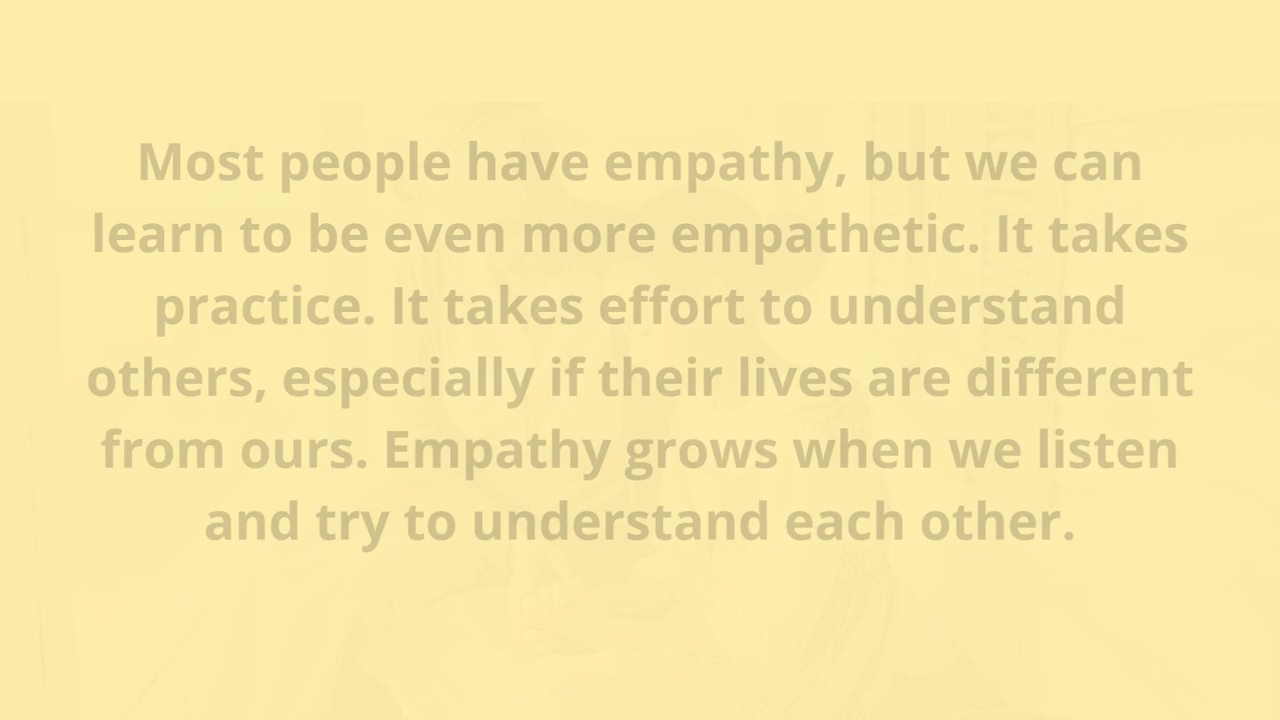 Most people have empathy, but we can
learn to be even more empathetic. It takes
practice. It takes effort to understand
others, especially if their lives are different
from ours. Empathy grows when we listen
and try to understand each other.